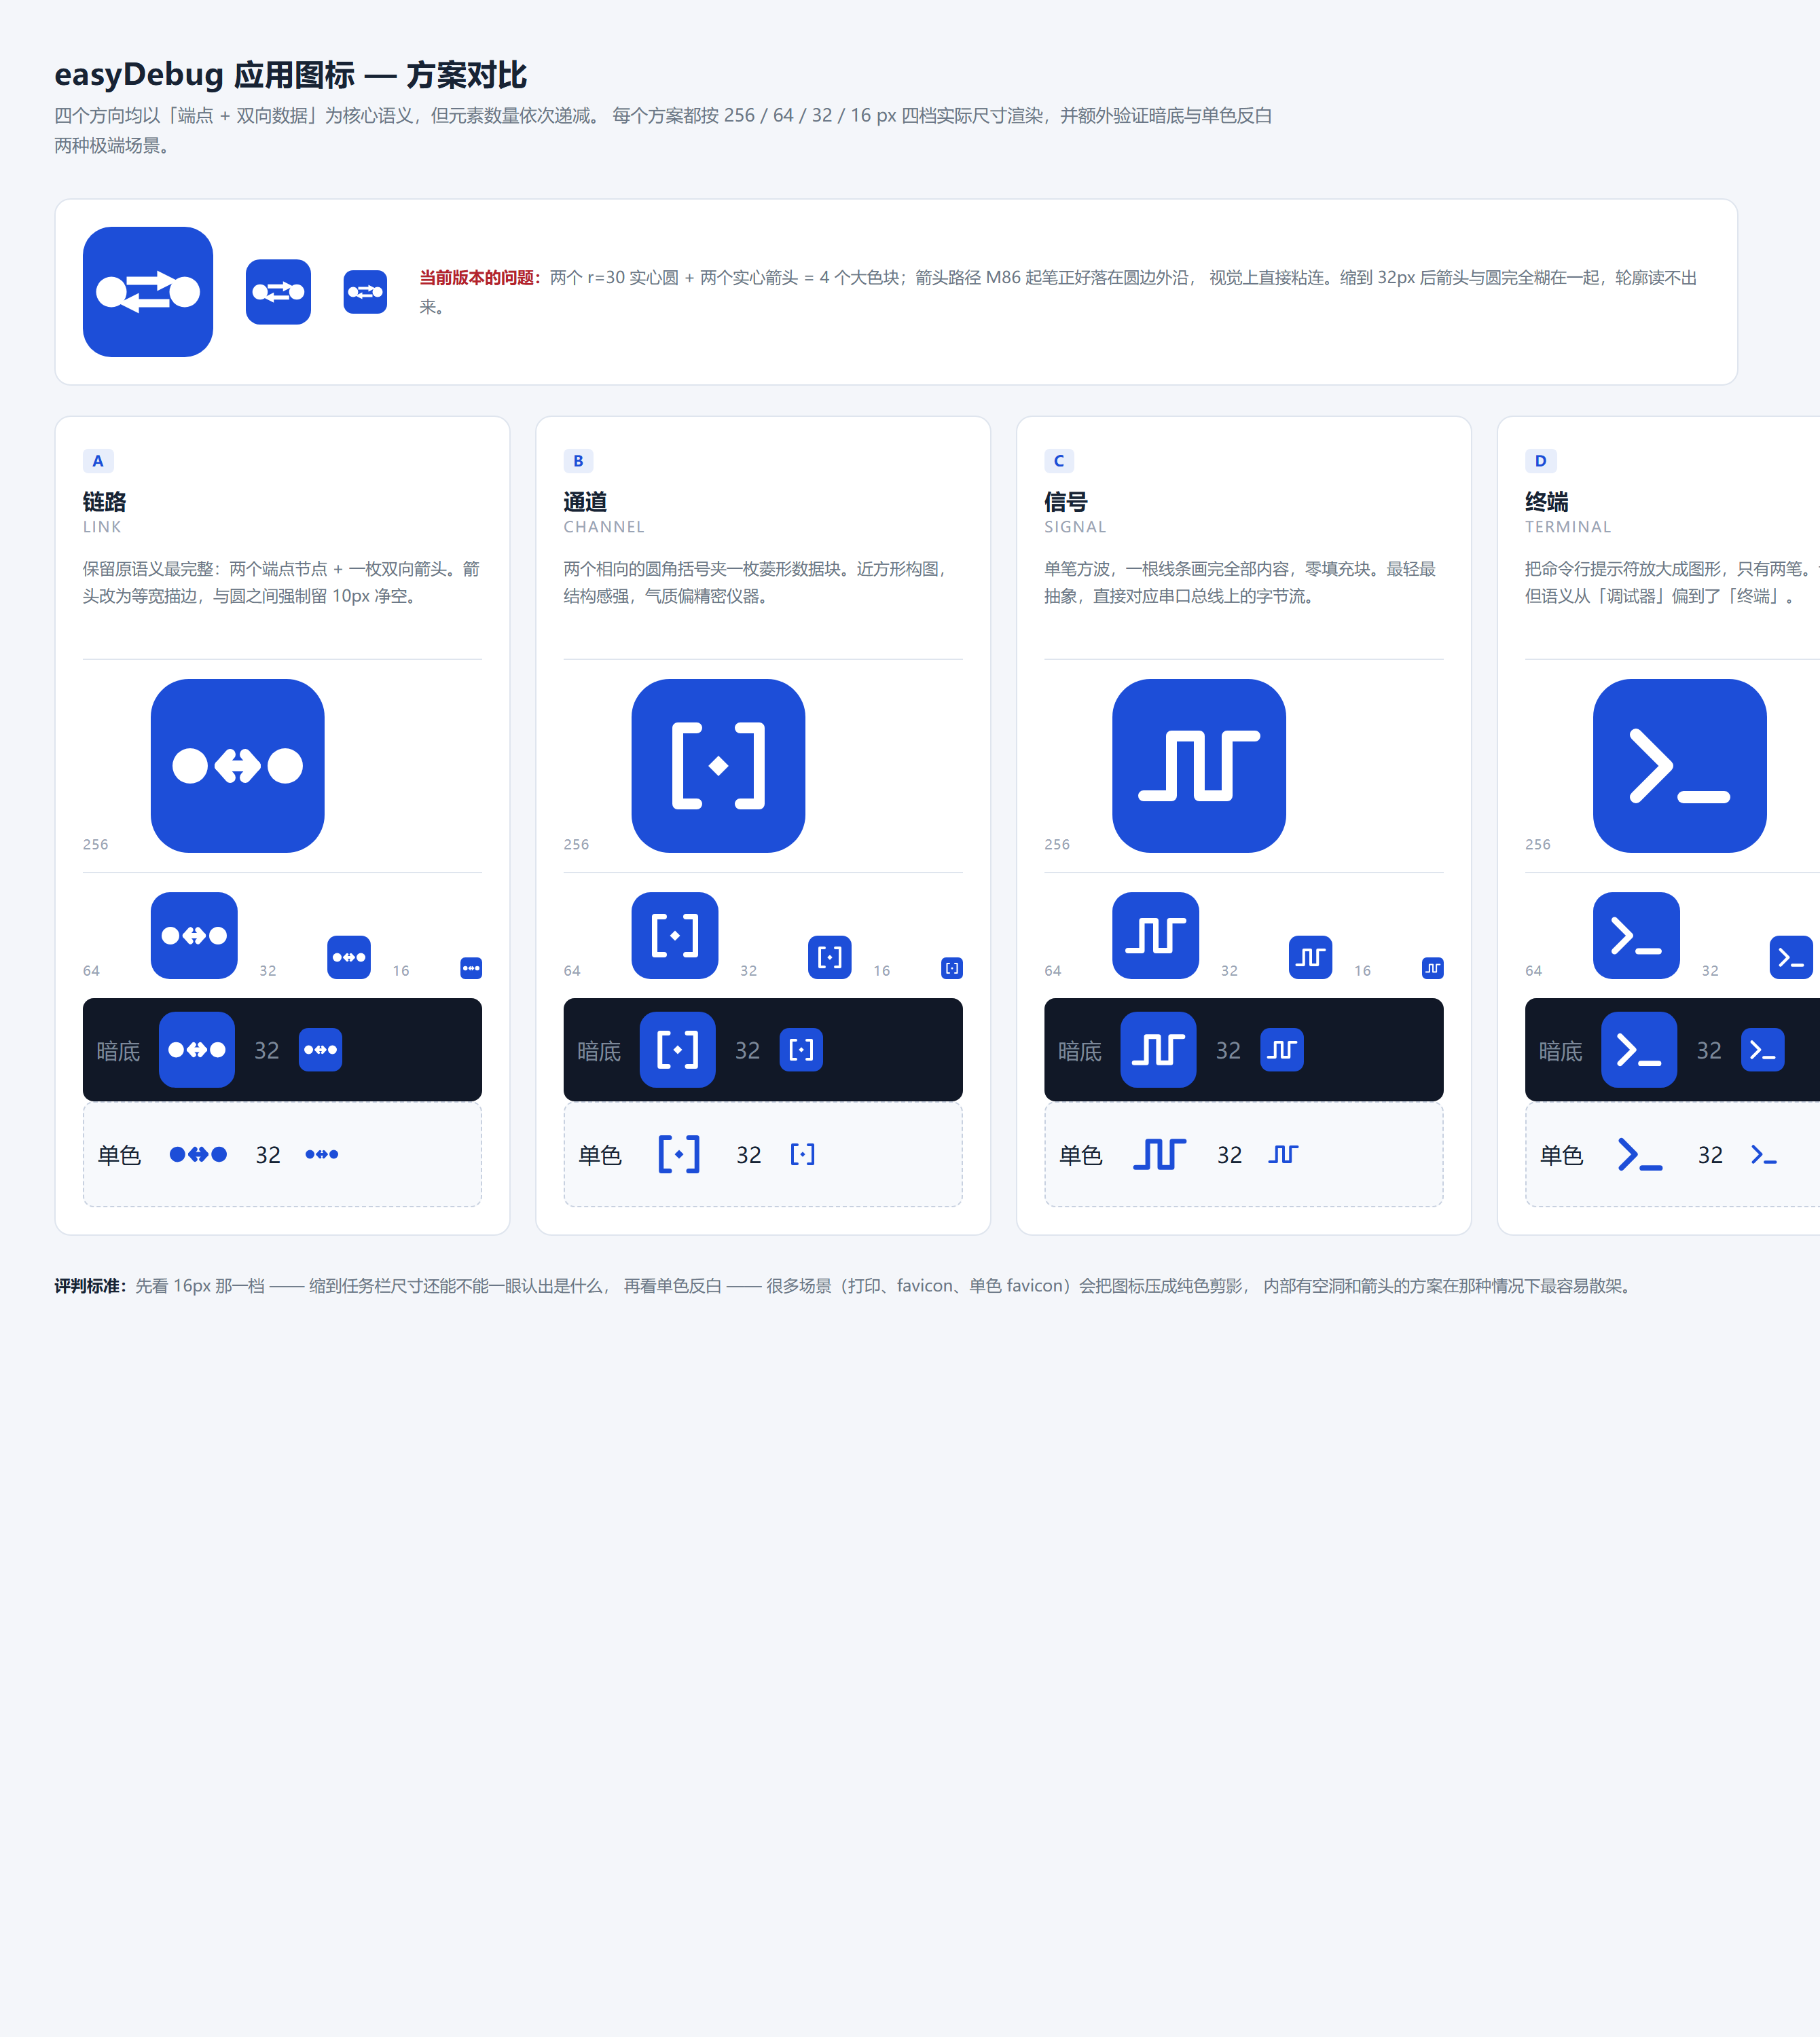 easyDebug 应用图标 — 方案对比
四个方向均以「端点 + 双向数据」为核心语义，但元素数量依次递减。 每个方案都按 256 / 64 / 32 / 16 px 四档实际尺寸渲染，并额外验证暗底与单色反白
两种极端场景。
当前版本的问题：两个 r=30 实心圆 + 两个实心箭头 = 4 个大色块；箭头路径 M86 起笔正好落在圆边外沿， 视觉上直接粘连。缩到 32px 后箭头与圆完全糊在一起，轮廓读不出
来。
A
链路
LINK
保留原语义最完整：两个端点节点 + 一枚双向箭头。箭
头改为等宽描边，与圆之间强制留 10px 净空。
256
64
32
16
暗底
32
单色
32
B
通道
CHANNEL
两个相向的圆角括号夹一枚菱形数据块。近方形构图，
结构感强，气质偏精密仪器。
256
64
32
16
暗底
32
单色
32
C
信号
SIGNAL
单笔方波，一根线条画完全部内容，零填充块。最轻最
抽象，直接对应串口总线上的字节流。
256
64
32
16
暗底
32
单色
32
D
终端
TERMINAL
把命令行提示符放大成图形，只有两笔。
但语义从「调试器」偏到了「终端」。
256
64
32
暗底
32
单色
32
评判标准：先看 16px 那一档 —— 缩到任务栏尺寸还能不能一眼认出是什么， 再看单色反白 —— 很多场景（打印、favicon、单色 favicon）会把图标压成纯色剪影， 内部有空洞和箭头的方案在那种情况下最容易散架。